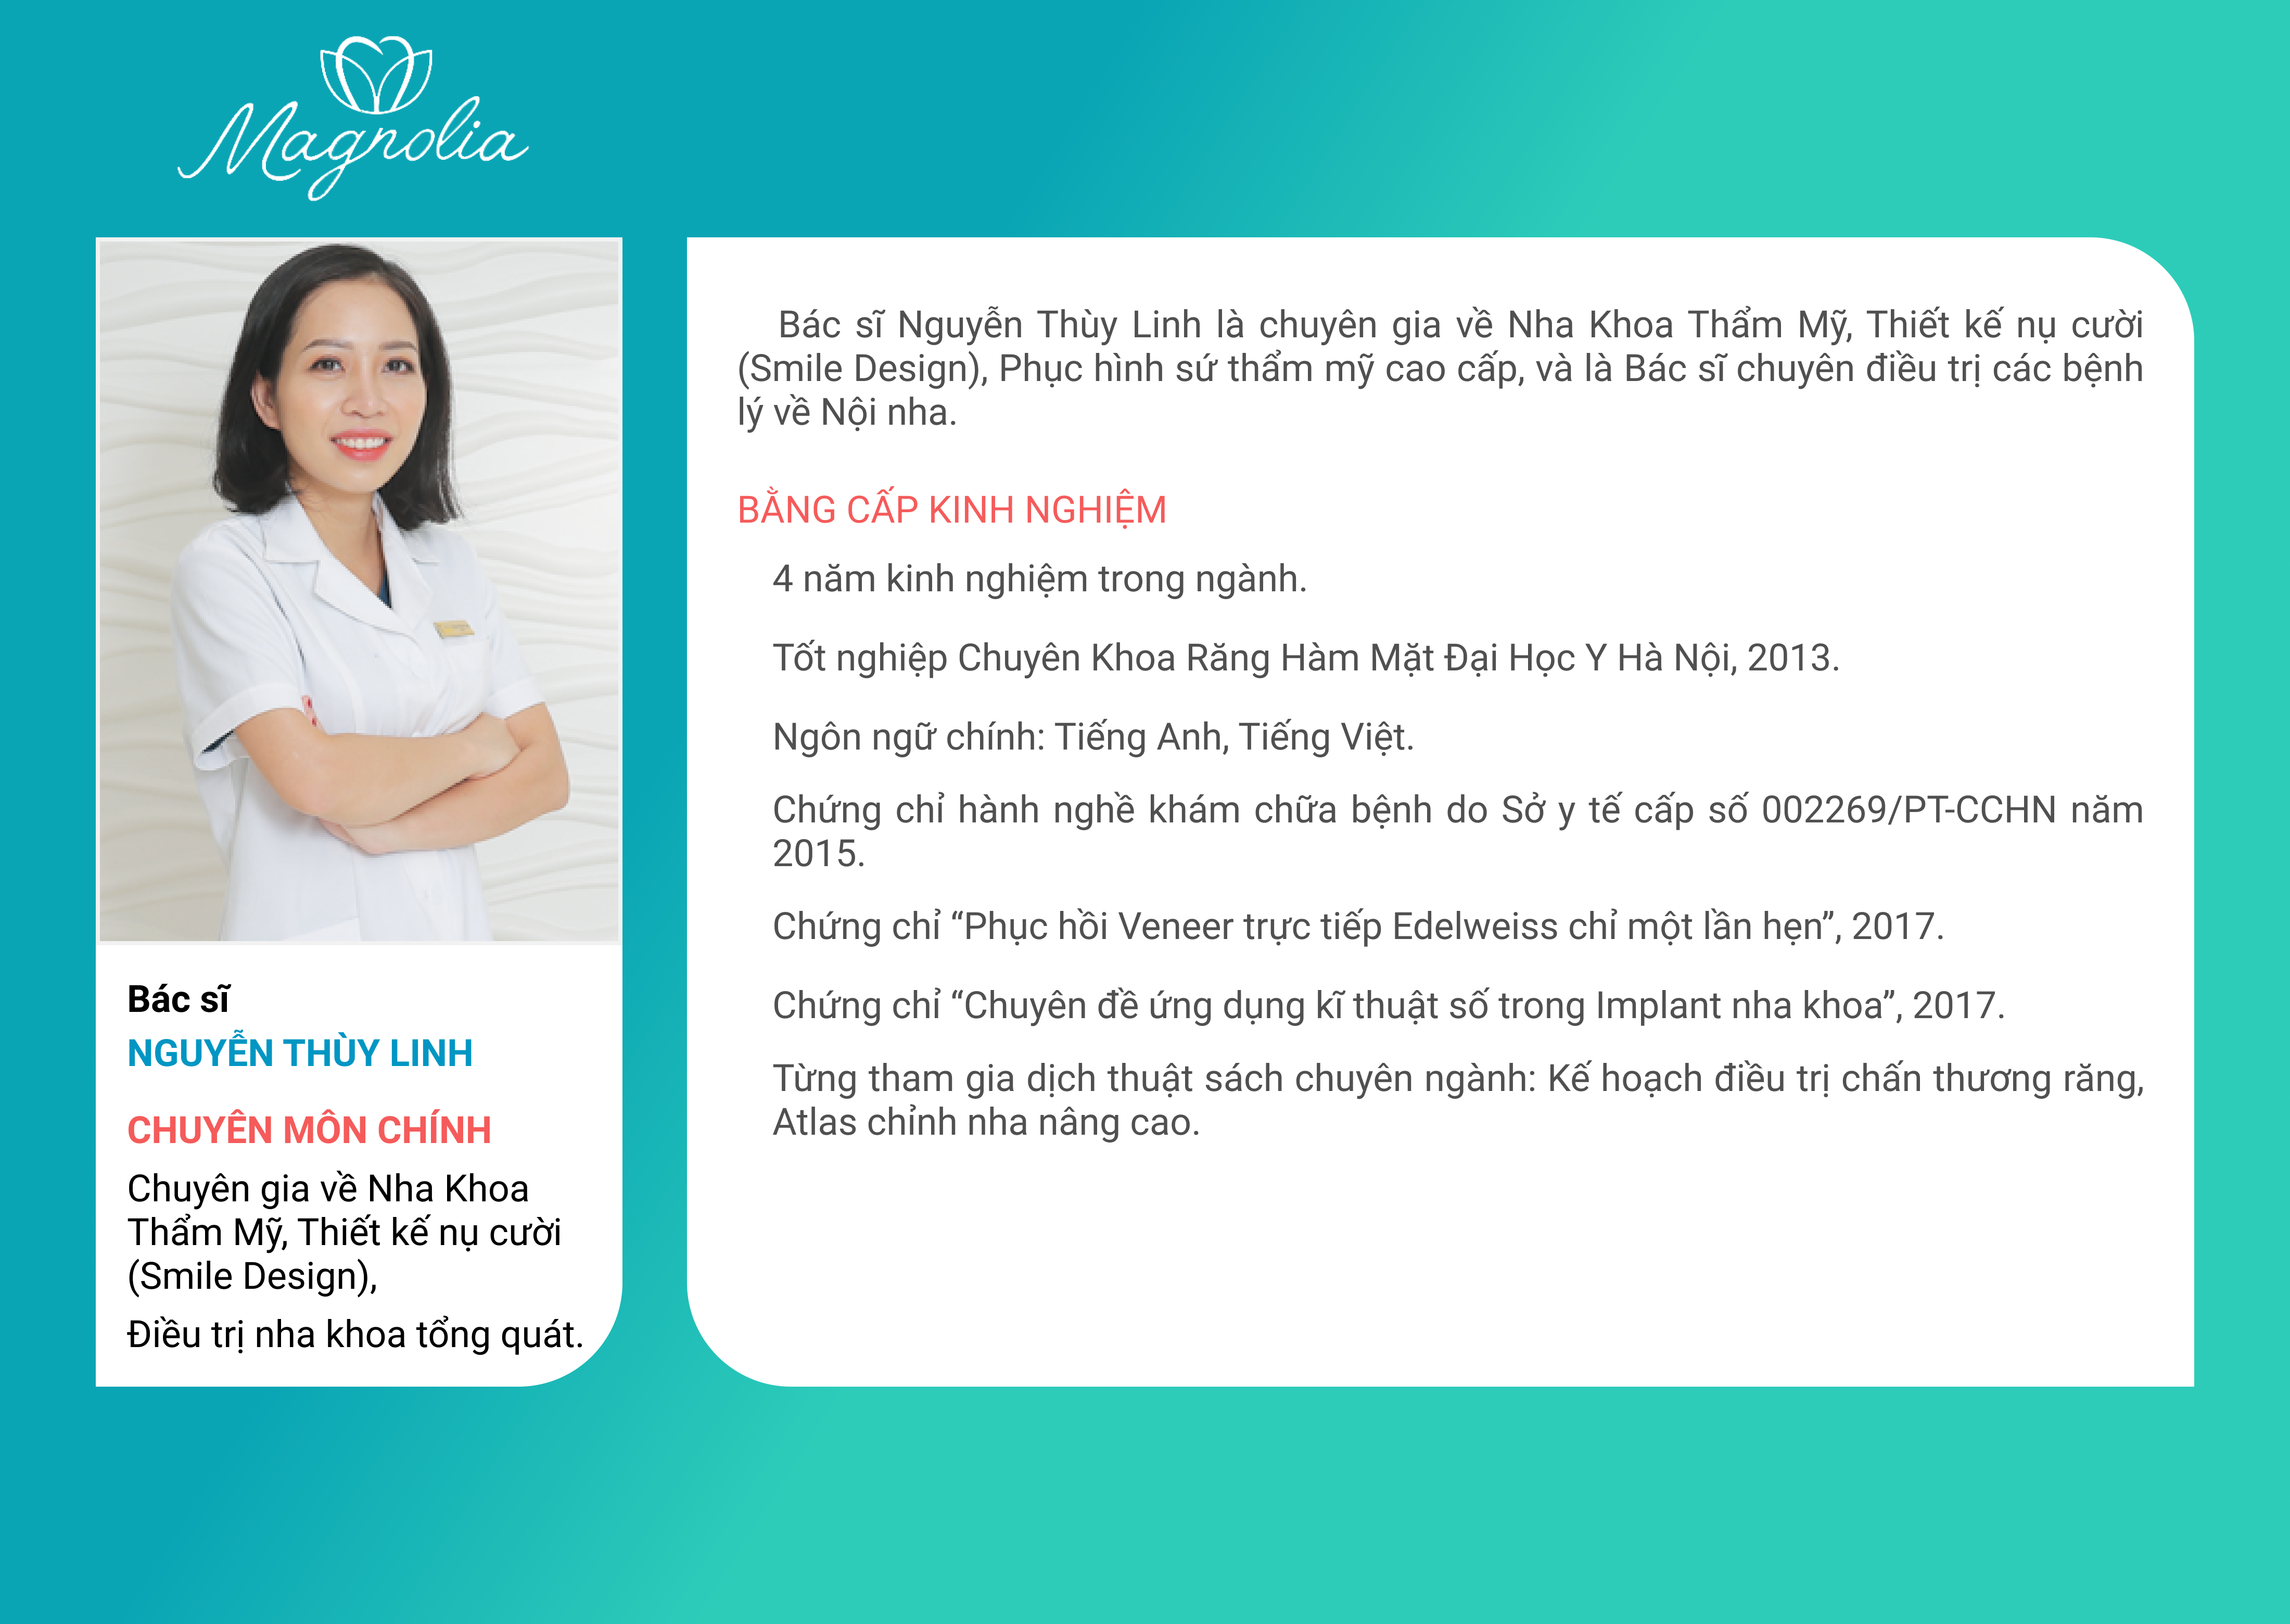 Magnolia
Bác sĩ
NGUYỄN THÙY LINH
CHUYÊN MÔN CHÍNH
Chuyên gia về Nha Khoa
Thẩm Mỹ, Thiết kế nụ cười
(Smile Design),
Điều trị nha khoa tổng quát.
Bác sĩ Nguyễn Thùy Linh là chuyên gia về Nha Khoa Thẩm Mỹ, Thiết kế nụ cười
(Smile Design), Phục hình sứ thẩm mỹ cao cấp, và là Bác sĩ chuyên điều trị các bệnh
lý về Nội nha.
BẰNG CẤP KINH NGHIỆM
4 năm kinh nghiệm trong ngành.
Tốt nghiệp Chuyên Khoa Răng Hàm Mặt Đại Học Y Hà Nội, 2013.
Ngôn ngữ chính: Tiếng Anh, Tiếng Việt.
Chứng chỉ hành nghề khám chữa bệnh do Sở y tế cấp số 002269/PT-CCHN năm
2015.
Chứng chỉ “Phục hồi Veneer trực tiếp Edelweiss chỉ một lần hẹn”, 2017.
Chứng chỉ “Chuyên đề ứng dụng kĩ thuật số trong Implant nha khoa”, 2017.
Từng tham gia dịch thuật sách chuyên ngành: Kế hoạch điều trị chấn thương răng,
Atlas chỉnh nha nâng cao.